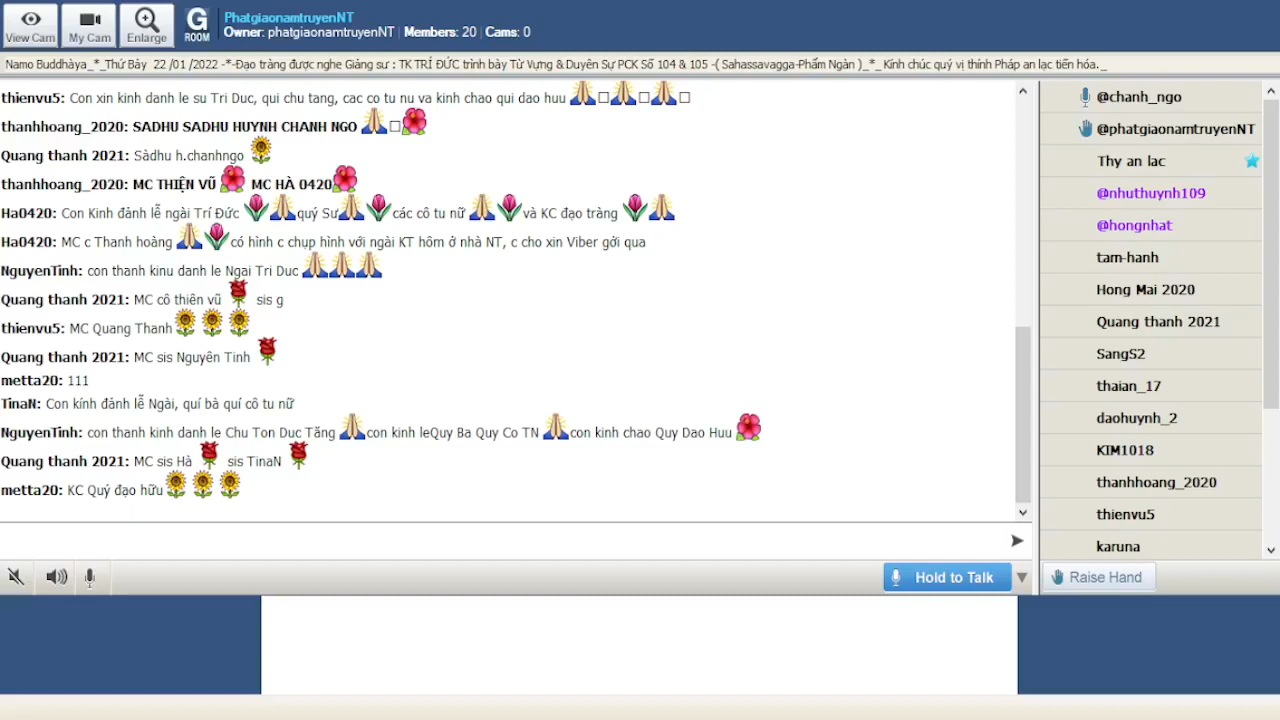 View Cam
My Cam
Enlarge
G
ROOM
PhatgiaonamtruyenNT
Owner: phatgiaonamtruyenNT | Members: 20 | Cams: 0
Namo Buddhàya_*_Thứ Bảy 22 /01 /2022 -*-Đạo tràng được nghe Giảng sư : TK TRÍ ĐỨC trình bày Từ Vựng & Duyên Sự PCK Số 104 & 105 -( Sahassavagga-Phẩm Ngàn )_*_ Kính chúc quý vị thính Pháp an lạc tiến hóa._
thienvu5: Con xin kinh danh le su Tri Duc, qui chu tang, cac co tu nu va kinh chao qui dao huu
thanhhoang_2020: SADHU SADHU HUYNH CHANH NGO
Quang thanh 2021: Sàdhu h.chanhngo
thanhhoang_2020: MC THIỆN VŨ MC HÀ 0420
Ha0420: Con Kinh đảnh lễ ngài Trí Đức quý Sư các cô tu nữ và KC đạo tràng
Ha0420: MC c Thanh hoàng có hình c chụp hình với ngài KT hôm ở nhà NT, c cho xin Viber gởi qua
NguyenTinh: con thanh kinu danh le Ngai Tri Duc
Quang thanh 2021: MC cô thiên vũ sis g
thienvu5: MC Quang Thanh
Quang thanh 2021: MC sis Nguyên Tinh
metta20: 111
TinaN: Con kính đảnh lễ Ngài, quí bà quí cô tu nữ
NguyenTinh: con thanh kinh danh le Chu Ton Duc Tăng con kinh leQuy Ba Quy Co TN con kinh chao Quy Dao Huu
Quang thanh 2021: MC sis Hà sis TinaN
metta20: KC Quý đạo hữu
Hold to Talk
@chanh_ngo
@phatgiaonamtruyenNT
Thy an lac
@nhuthuynh109
@hongnhat
tam-hanh
Hong Mai 2020
Quang thanh 2021
SangS2
thaian_17
daohuynh_2
KIM1018
thanhhoang_2020
thienvu5
karuna
Raise Hand